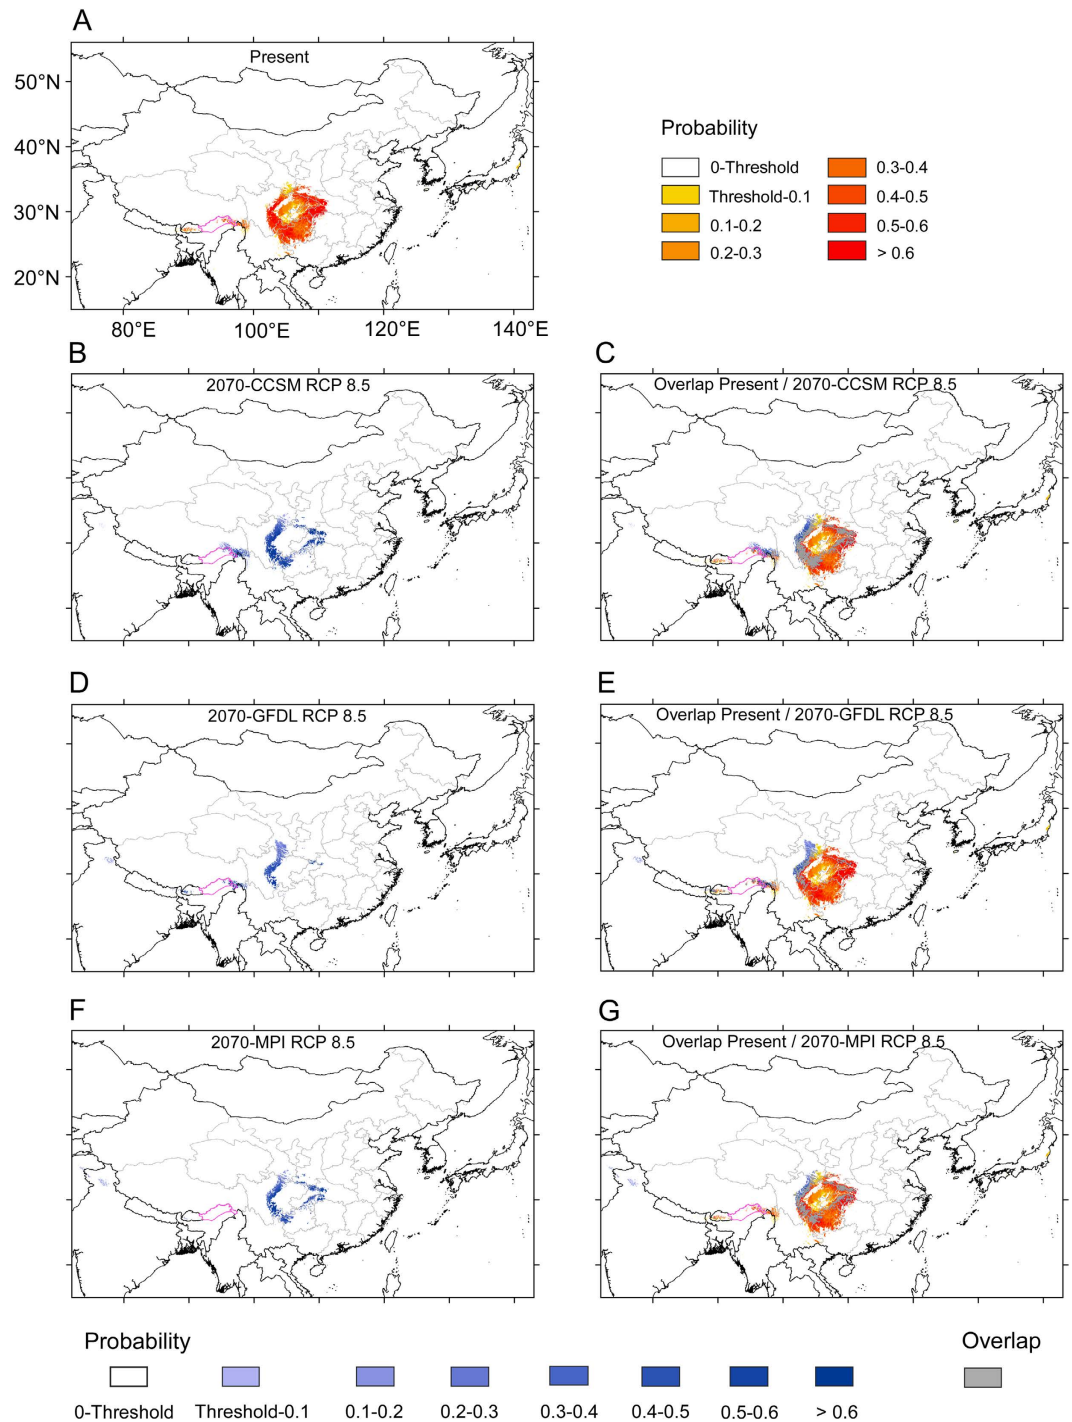 A
Present
50°N
40°N
30°N
20°N
80°E 100°E 120°E 140°E
Probability
0-Threshold 0.3-0.4
Threshold-0.1 0.4-0.5
0.1-0.2 0.5-0.6
0.2-0.3 > 0.6
B
2070-CCSM RCP 8.5
C
Overlap Present / 2070-CCSM RCP 8.5
D
2070-GFDL RCP 8.5
E
Overlap Present / 2070-GFDL RCP 8.5
F
2070-MPI RCP 8.5
G
Overlap Present / 2070-MPI RCP 8.5
Probability
0-Threshold Threshold-0.1 0.1-0.2 0.2-0.3 0.3-0.4 0.4-0.5 0.5-0.6 > 0.6
Overlap